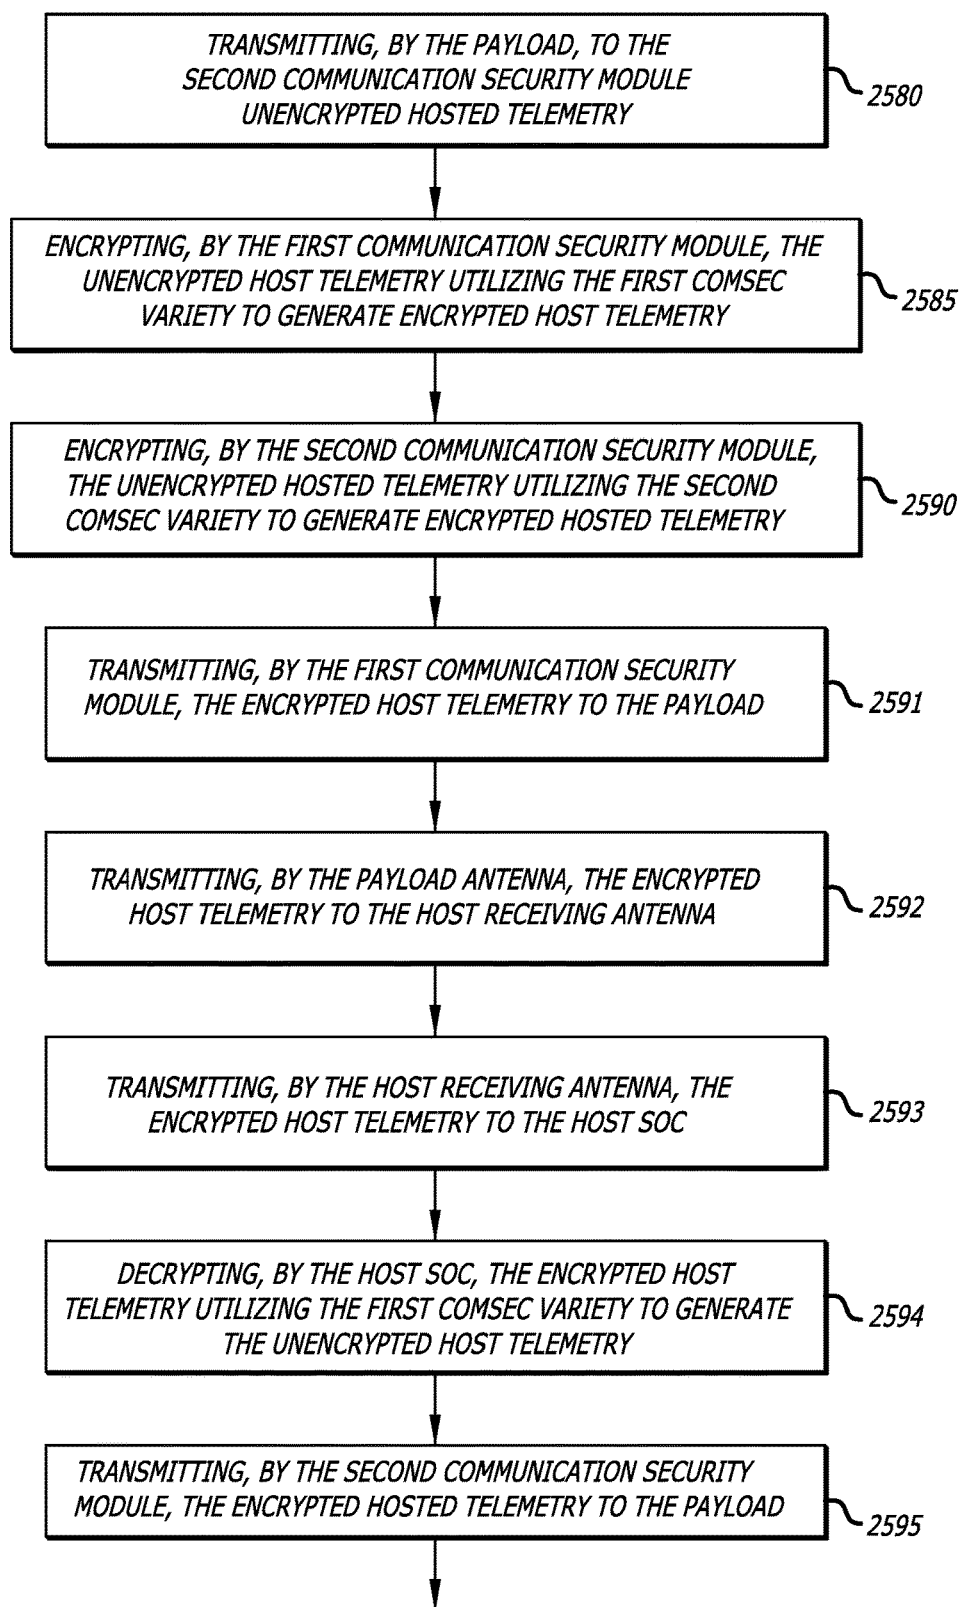 TRANSMITTING, BY THE PAYLOAD, TO THE
SECOND COMMUNICATION SECURITY MODULE
UNENCRYPTED HOSTED TELEMETRY
2580
ENCRYPTING, BY THE FIRST COMMUNICATION SECURITY MODULE, THE
UNENCRYPTED HOST TELEMETRY UTILIZING THE FIRST COMSEC
VARIETY TO GENERATE ENCRYPTED HOST TELEMETRY
2585
ENCRYPTING, BY THE SECOND COMMUNICATION SECURITY MODULE,
THE UNENCRYPTED HOSTED TELEMETRY UTILIZING THE SECOND
COMSEC VARIETY TO GENERATE ENCRYPTED HOSTED TELEMETRY
2590
TRANSMITTING, BY THE FIRST COMMUNICATION SECURITY
MODULE, THE ENCRYPTED HOST TELEMETRY TO THE PAYLOAD
2591
TRANSMITTING, BY THE PAYLOAD ANTENNA, THE ENCRYPTED
HOST TELEMETRY TO THE HOST RECEIVING ANTENNA
2592
TRANSMITTING, BY THE HOST RECEIVING ANTENNA, THE
ENCRYPTED HOST TELEMETRY TO THE HOST SOC
2593
DECRYPTING, BY THE HOST SOC, THE ENCRYPTED HOST
TELEMETRY UTILIZING THE FIRST COMSEC VARIETY TO GENERATE
THE UNENCRYPTED HOST TELEMETRY
2594
TRANSMITTING, BY THE SECOND COMMUNICATION SECURITY
MODULE, THE ENCRYPTED HOSTED TELEMETRY TO THE PAYLOAD
2595